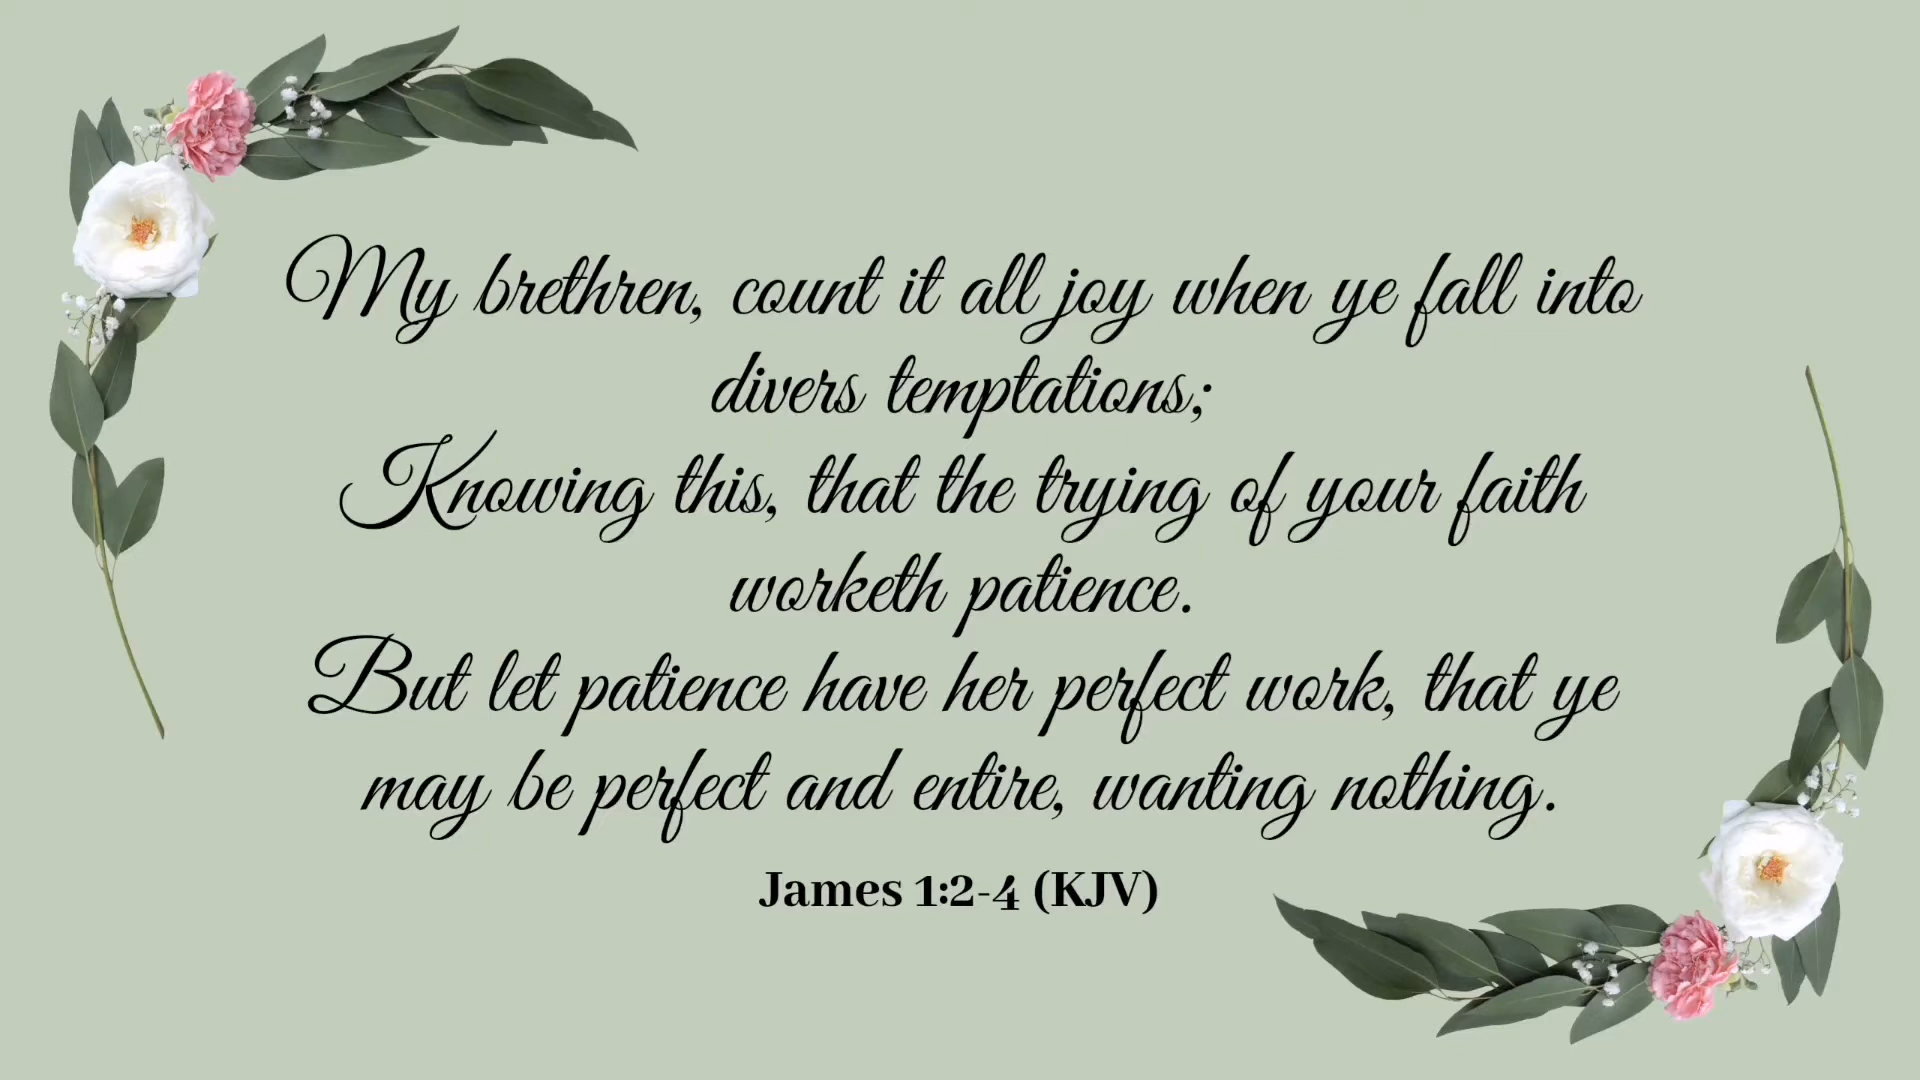 My brethren, count it all joy when ye fall into
divers temptations;
Knowing this, that the trying of your faith
worketh patience.
But let patience have her perfect work, that ye
may be perfect and entire, wanting nothing.
James 1:2-4 (KJV)